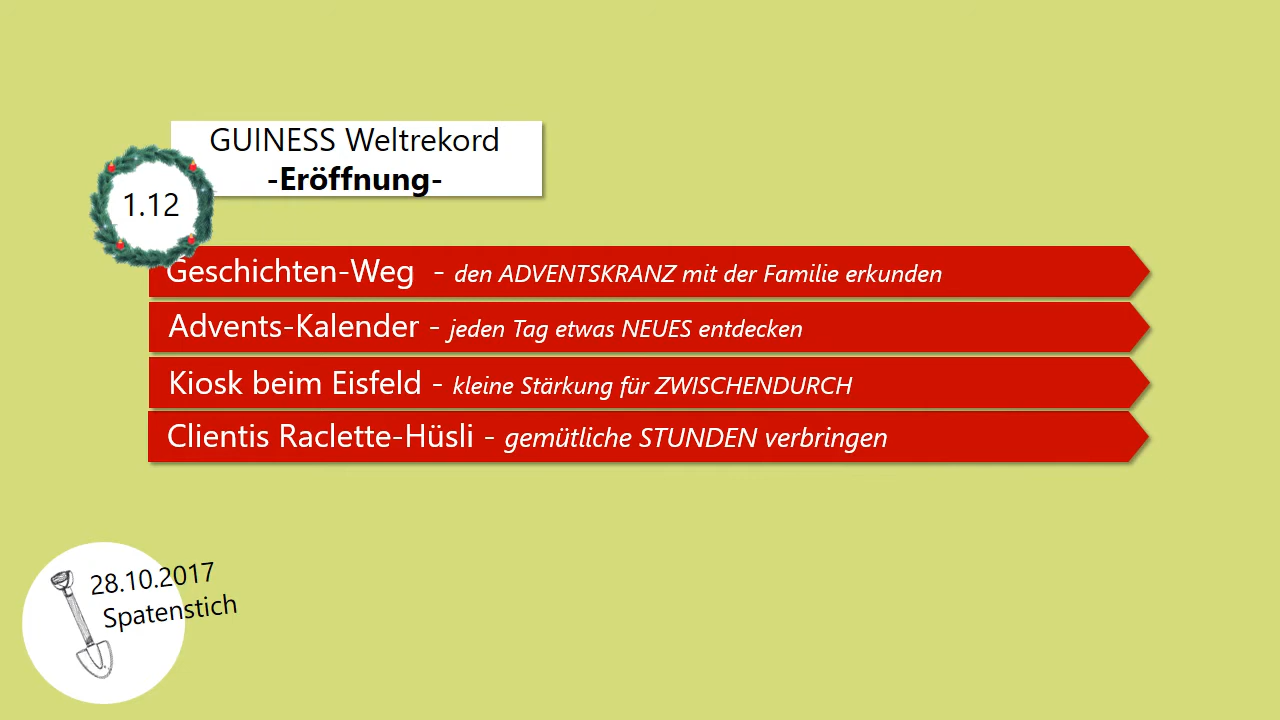 GUINESS Weltrekord
-Eröffnung-
1.12
Geschichten-Weg - den ADVENTSKRANZ mit der Familie erkunden
Advents-Kalender - jeden Tag etwas NEUES entdecken
Kiosk beim Eisfeld - kleine Stärkung für ZWISCHENDURCH
Clientis Raclette-Hüsli - gemütliche STUNDEN verbringen
28.10.2017
Spatenstich